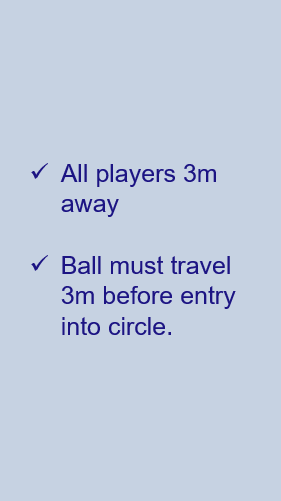 ✓ All players 3m
away
✓ Ball must travel
3m before entry
into circle.